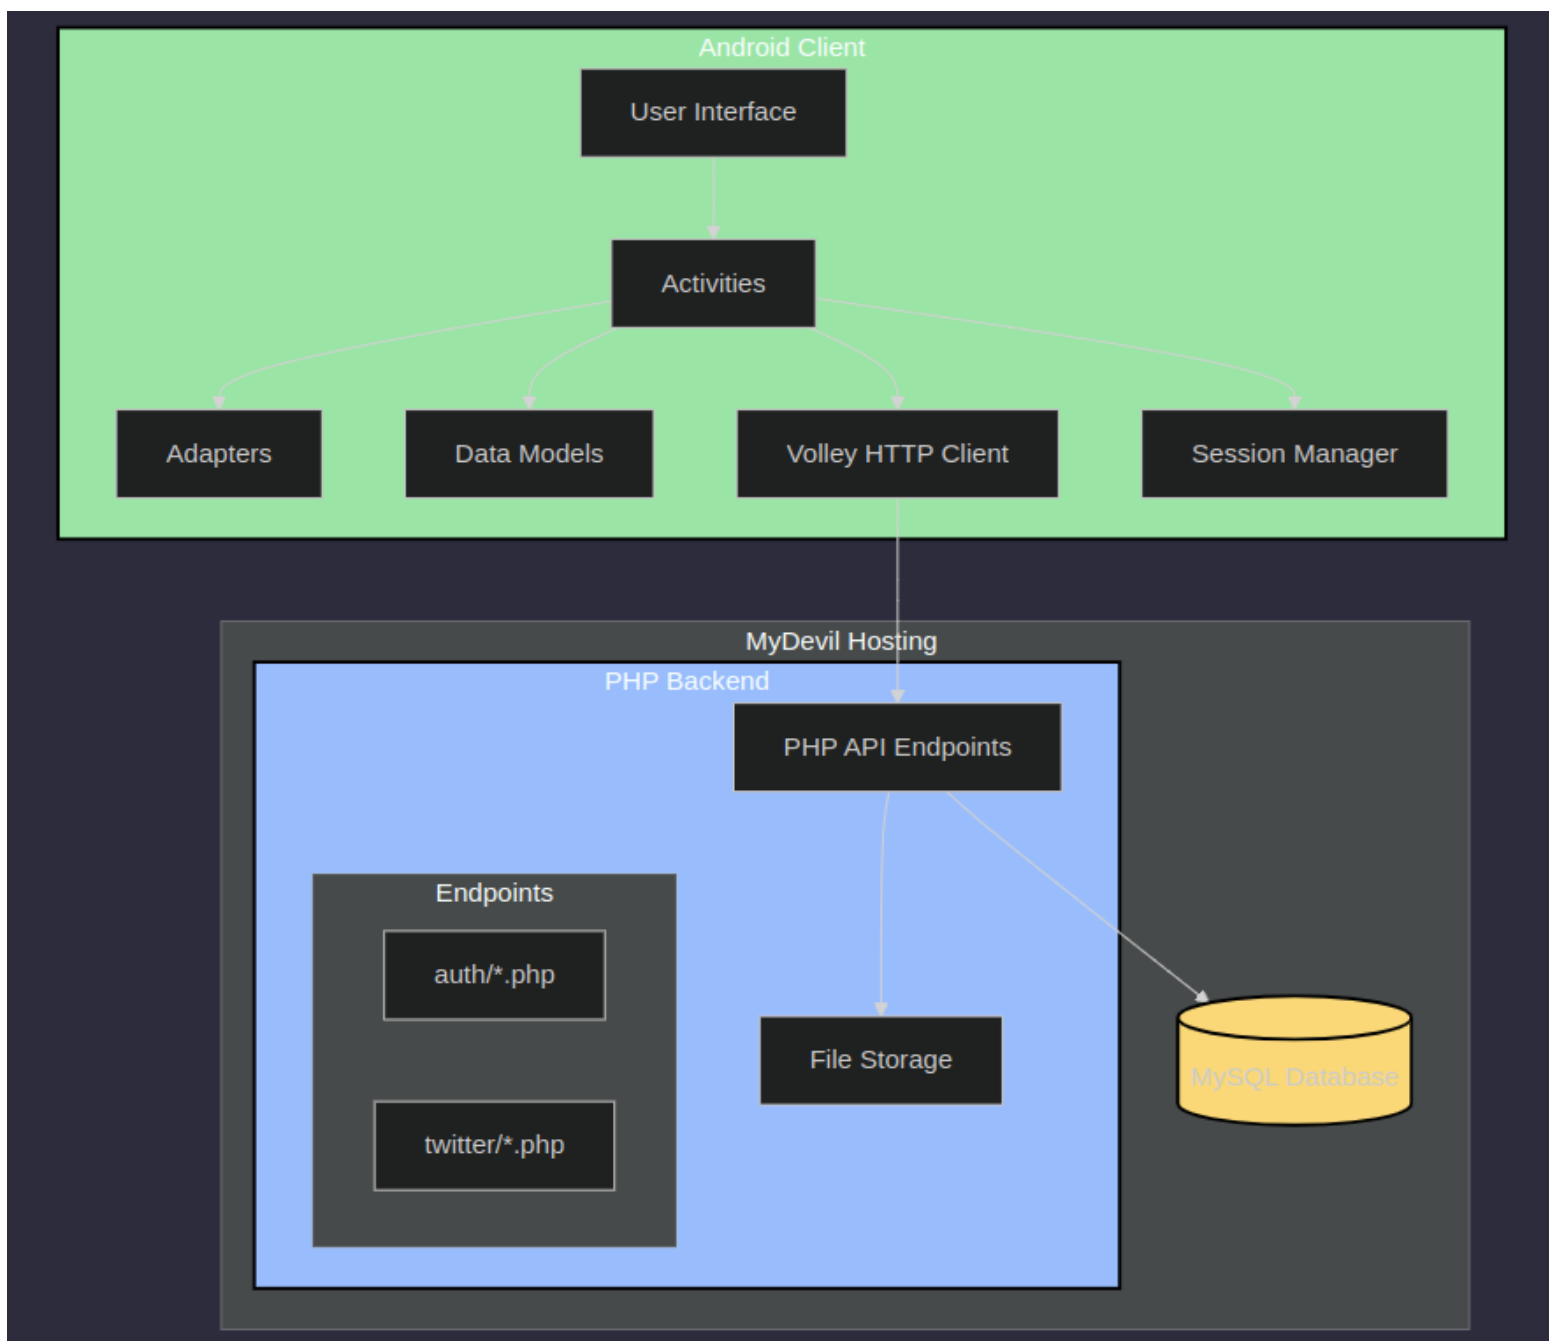 Android Client
User Interface
Activities
Adapters
Data Models
Volley HTTP Client
Session Manager
MyDevil Hosting
PHP Backend
PHP API Endpoints
Endpoints
auth/*.php
File Storage
MySQL Database
twitter/*.php